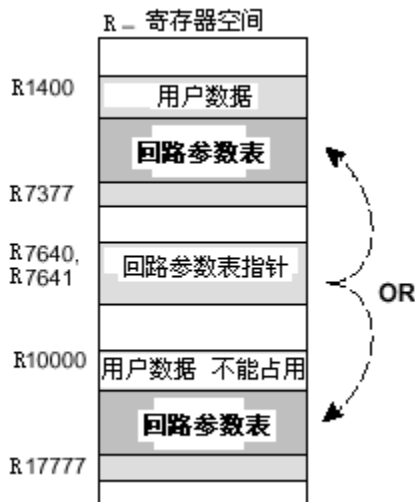 R - 寄存器空间
R1400
用户数据
回路参数表
R7377
R7640,
R7641
回路参数表指针
OR
R10000
用户数据 不能占用
回路参数表
R17777